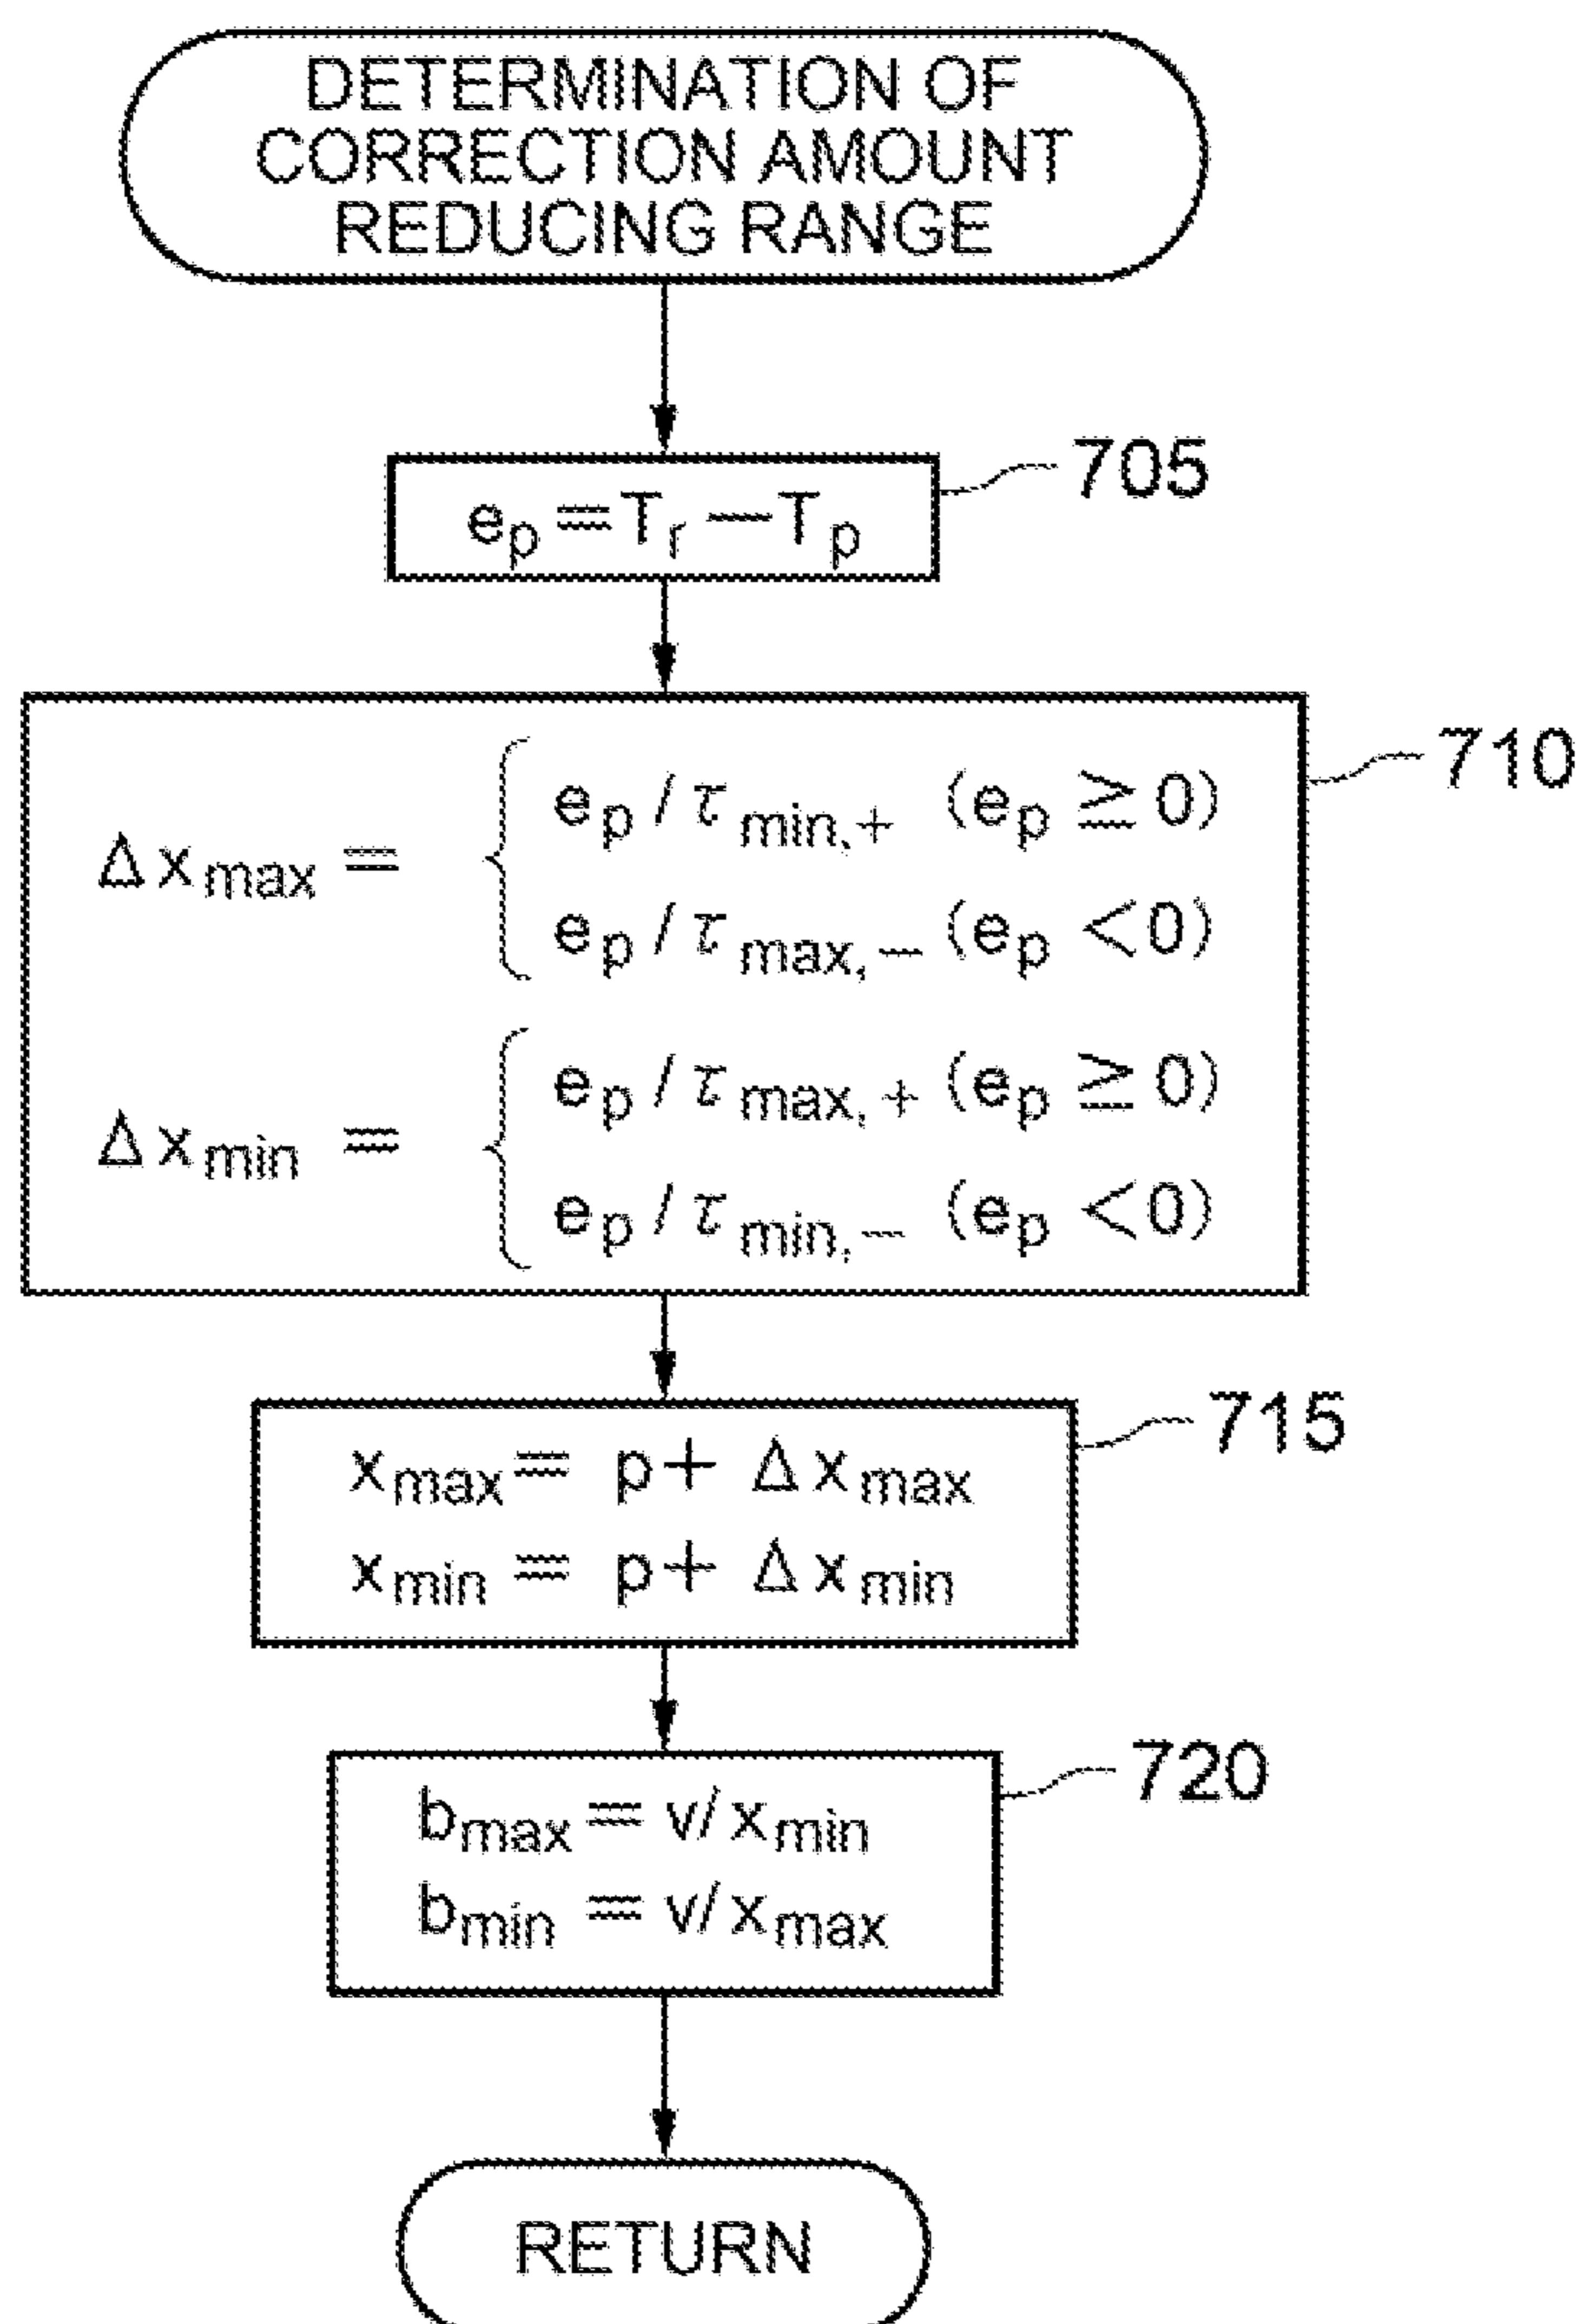 DETERMINATION OF
CORRECTION AMOUNT
REDUCING RANGE
705
e_p = T_r − T_p
710
Δx_max = { e_p / τ_min,+ (e_p ≧ 0)
e_p / τ_max,− (e_p < 0)
Δx_min = { e_p / τ_max,+ (e_p ≧ 0)
e_p / τ_min,− (e_p < 0)
715
x_max = p + Δx_max
x_min = p + Δx_min
720
b_max = v/x_min
b_min = v/x_max
RETURN